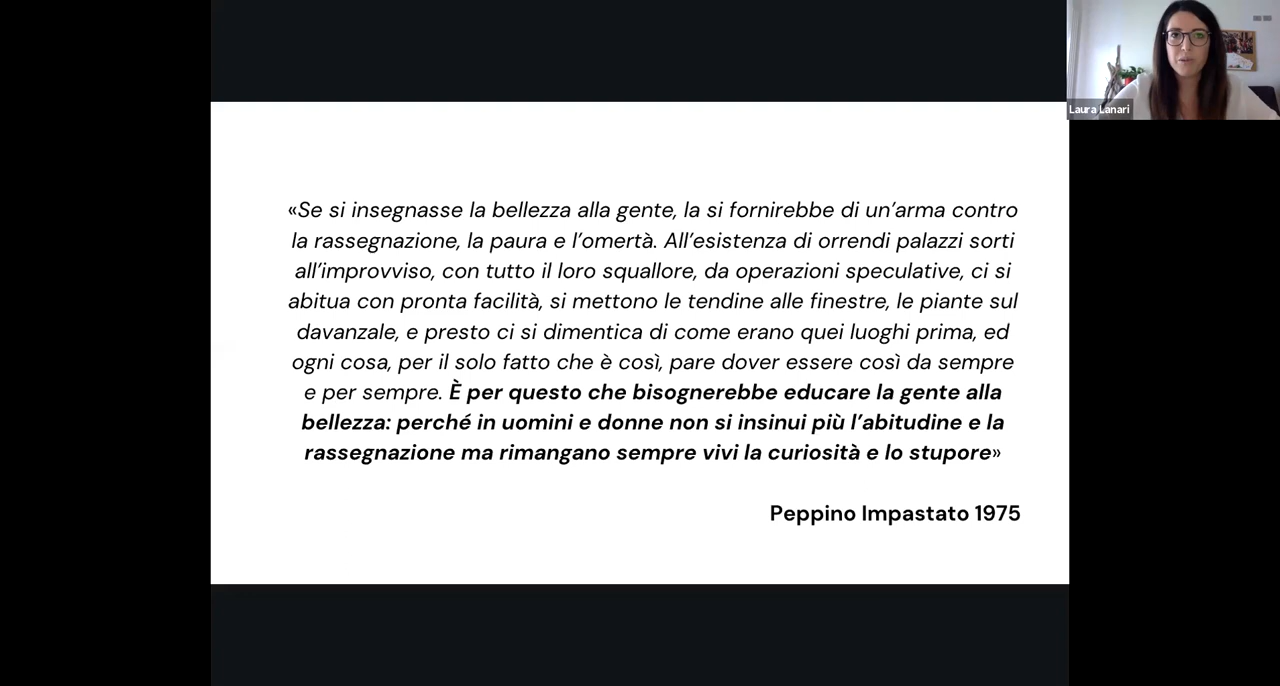 Laura Lanari
«Se si insegnasse la bellezza alla gente, la si fornirebbe di un’arma contro
la rassegnazione, la paura e l’omertà. All’esistenza di orrendi palazzi sorti
all’improvviso, con tutto il loro squallore, da operazioni speculative, ci si
abitua con pronta facilità, si mettono le tendine alle finestre, le piante sul
davanzale, e presto ci si dimentica di come erano quei luoghi prima, ed
ogni cosa, per il solo fatto che è così, pare dover essere così da sempre
e per sempre. È per questo che bisognerebbe educare la gente alla
bellezza: perché in uomini e donne non si insinui più l’abitudine e la
rassegnazione ma rimangano sempre vivi la curiosità e lo stupore»
Peppino Impastato 1975